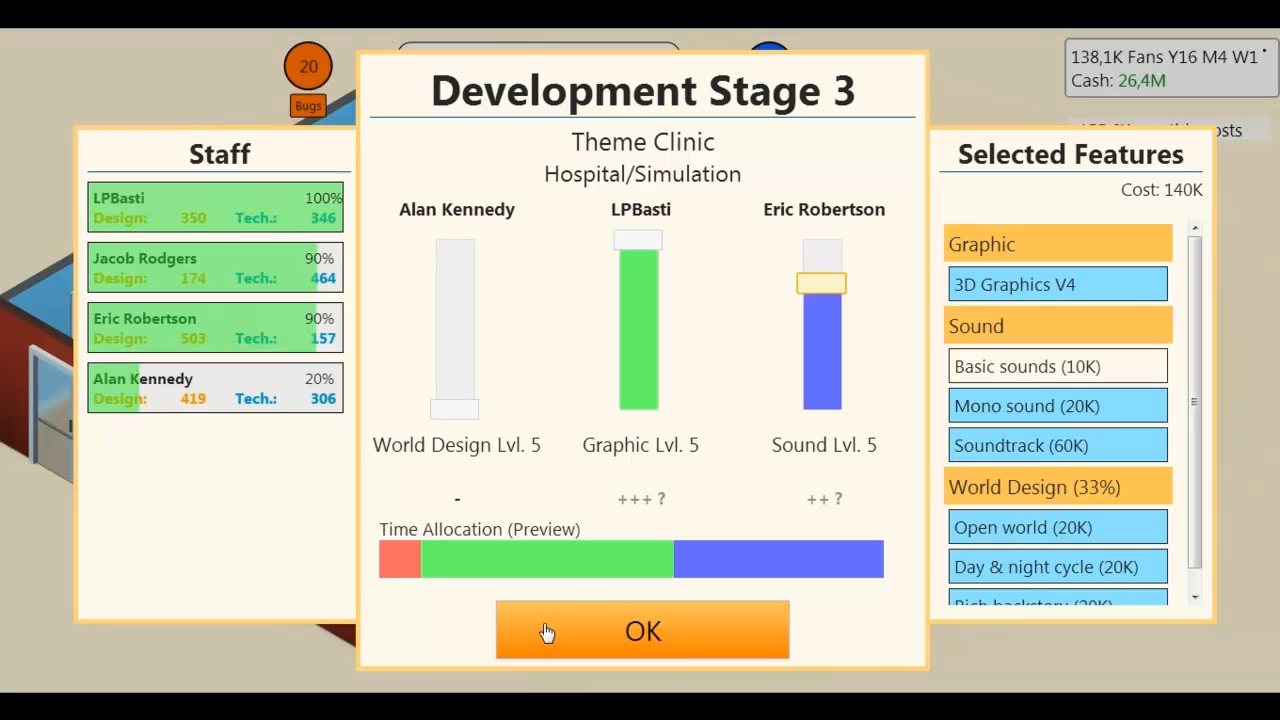 20
Bugs
138,1K Fans Y16 M4 W1
Cash: 26,4M
Development Stage 3
Theme Clinic
Hospital/Simulation
Staff
LPBasti 100%
Design: 350 Tech.: 346
Jacob Rodgers 90%
Design: 174 Tech.: 464
Eric Robertson 90%
Design: 503 Tech.: 157
Alan Kennedy 20%
Design: 419 Tech.: 306
Alan Kennedy LPBasti Eric Robertson
World Design Lvl. 5 Graphic Lvl. 5 Sound Lvl. 5
- +++ ? ++ ?
Time Allocation (Preview)
OK
Selected Features
Cost: 140K
Graphic
3D Graphics V4
Sound
Basic sounds (10K)
Mono sound (20K)
Soundtrack (60K)
World Design (33%)
Open world (20K)
Day & night cycle (20K)
Rich backstory (20K)